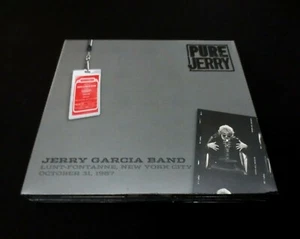 PURE
JERRY
JERRY GARCIA BAND
LUNT-FONTANNE, NEW YORK CITY
OCTOBER 31, 1987